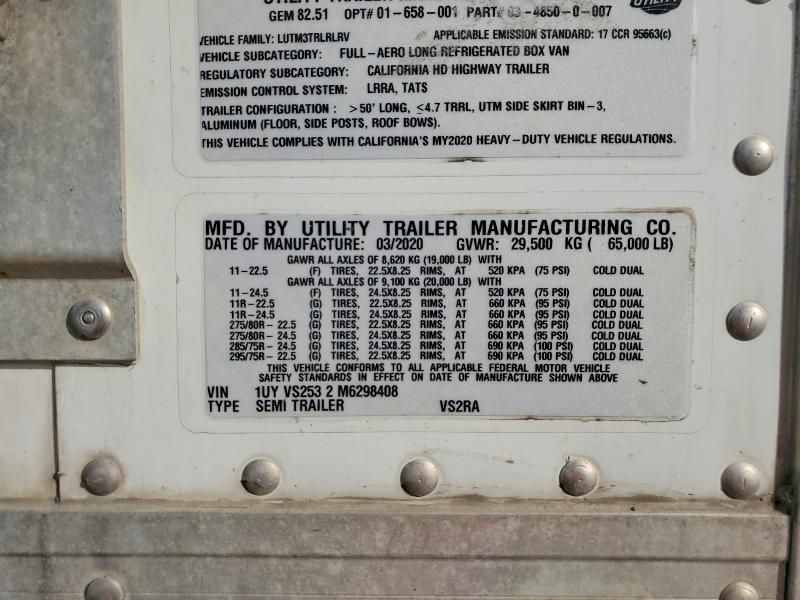 UTILITY TRAILER
GEM 82.51 OPT# 01-658-001 PART# 03-4850-0-007
UTILITY
VEHICLE FAMILY: LUTM3TRLRLRV APPLICABLE EMISSION STANDARD: 17 CCR 95663(c)
VEHICLE SUBCATEGORY: FULL-AERO LONG REFRIGERATED BOX VAN
REGULATORY SUBCATEGORY: CALIFORNIA HD HIGHWAY TRAILER
EMISSION CONTROL SYSTEM: LRRA, TATS
TRAILER CONFIGURATION : >50' LONG, ≤4.7 TRRL, UTM SIDE SKIRT BIN-3,
ALUMINUM (FLOOR, SIDE POSTS, ROOF BOWS).
THIS VEHICLE COMPLIES WITH CALIFORNIA'S MY2020 HEAVY-DUTY VEHICLE REGULATIONS.
MFD. BY UTILITY TRAILER MANUFACTURING CO.
DATE OF MANUFACTURE: 03/2020 GVWR: 29,500 KG ( 65,000 LB)
GAWR ALL AXLES OF 8,620 KG (19,000 LB) WITH
11-22.5 (F) TIRES, 22.5X8.25 RIMS, AT 520 KPA (75 PSI) COLD DUAL
GAWR ALL AXLES OF 9,100 KG (20,000 LB) WITH
11-24.5 (F) TIRES, 24.5X8.25 RIMS, AT 520 KPA (75 PSI) COLD DUAL
11R-22.5 (G) TIRES, 22.5X8.25 RIMS, AT 660 KPA (95 PSI) COLD DUAL
11R-24.5 (G) TIRES, 24.5X8.25 RIMS, AT 660 KPA (95 PSI) COLD DUAL
275/80R-22.5 (G) TIRES, 22.5X8.25 RIMS, AT 660 KPA (95 PSI) COLD DUAL
275/80R-24.5 (G) TIRES, 24.5X8.25 RIMS, AT 660 KPA (95 PSI) COLD DUAL
285/75R-24.5 (G) TIRES, 24.5X8.25 RIMS, AT 690 KPA (100 PSI) COLD DUAL
295/75R-22.5 (G) TIRES, 22.5X8.25 RIMS, AT 690 KPA (100 PSI) COLD DUAL
THIS VEHICLE CONFORMS TO ALL APPLICABLE FEDERAL MOTOR VEHICLE
SAFETY STANDARDS IN EFFECT ON DATE OF MANUFACTURE SHOWN ABOVE
VIN 1UY VS253 2 M6298408
TYPE SEMI TRAILER VS2RA